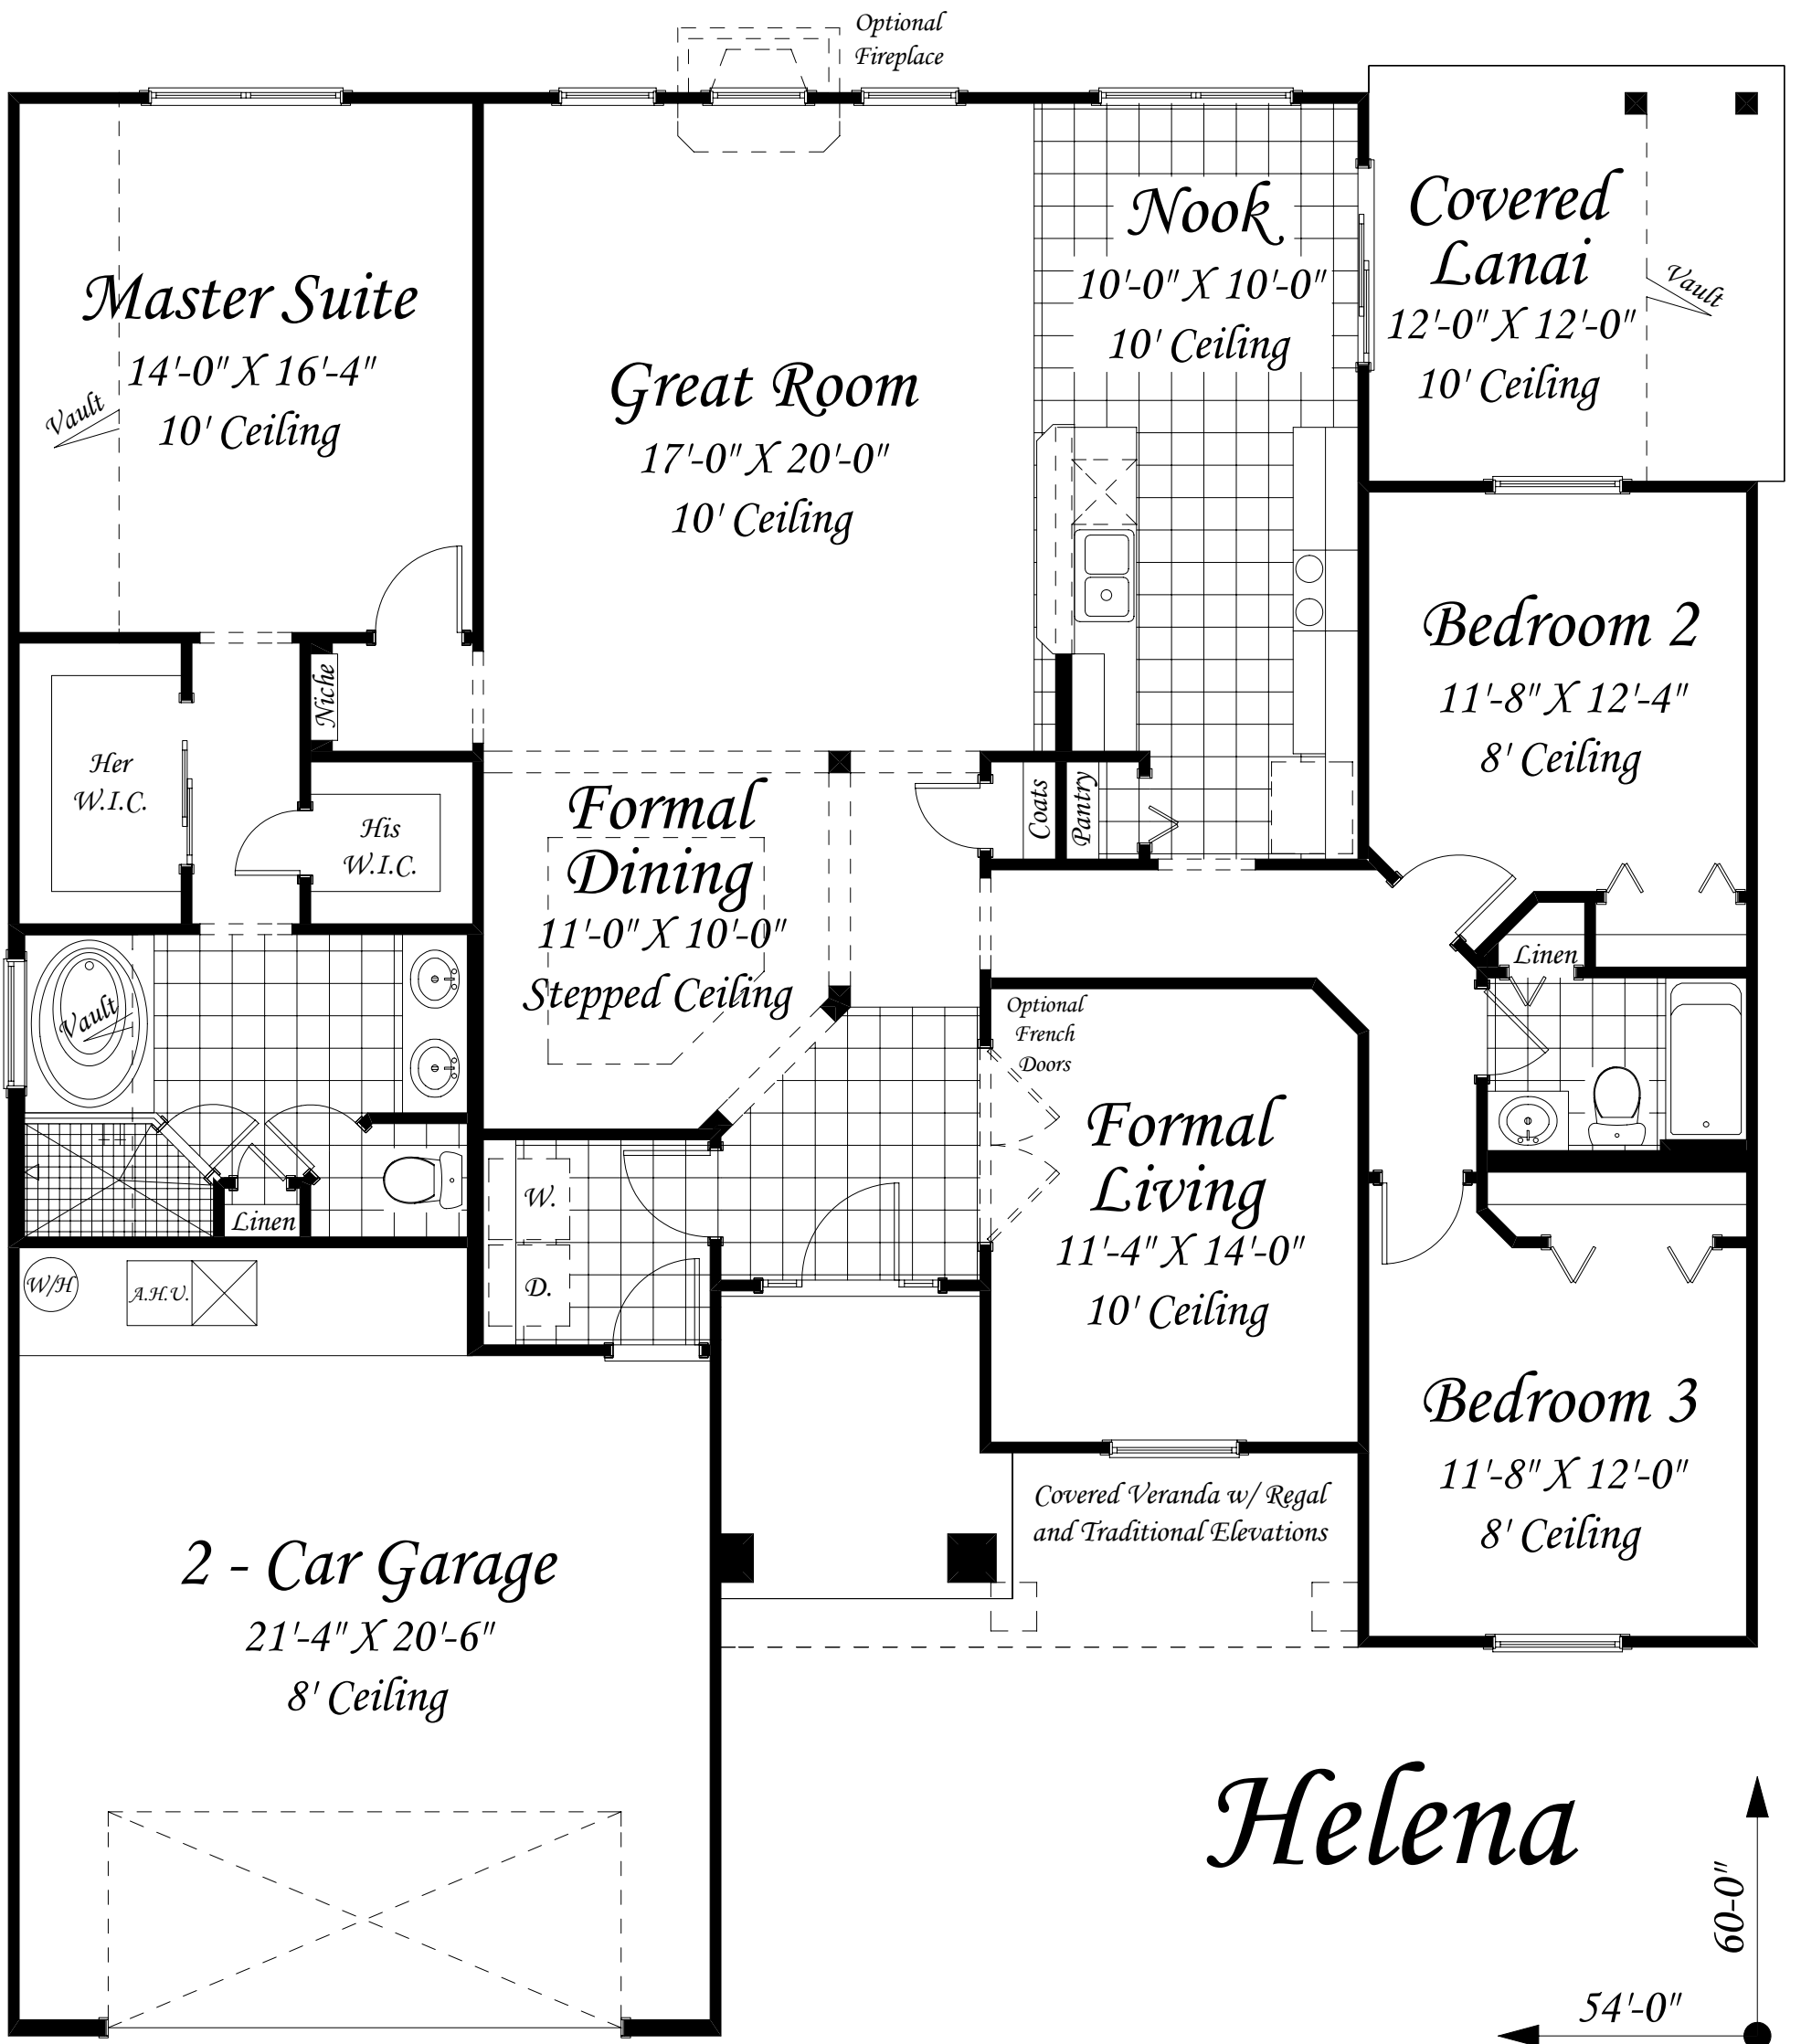 Optional
Fireplace
Master Suite
14'-0" X 16'-4"
10' Ceiling
Vault
Great Room
17'-0" X 20'-0"
10' Ceiling
Nook
10'-0" X 10'-0"
10' Ceiling
Covered
Lanai
12'-0" X 12'-0"
10' Ceiling
Vault
Bedroom 2
11'-8" X 12'-4"
8' Ceiling
Niche
Her
W.I.C.
His
W.I.C.
Formal
Dining
11'-0" X 10'-0"
Stepped Ceiling
Coats
Pantry
Linen
Vault
Optional
French
Doors
Formal
Living
11'-4" X 14'-0"
10' Ceiling
W.
D.
Linen
W/H
A.H.U.
Bedroom 3
11'-8" X 12'-0"
8' Ceiling
Covered Veranda w/ Regal
and Traditional Elevations
2 - Car Garage
21'-4" X 20'-6"
8' Ceiling
Helena
60-0"
54'-0"